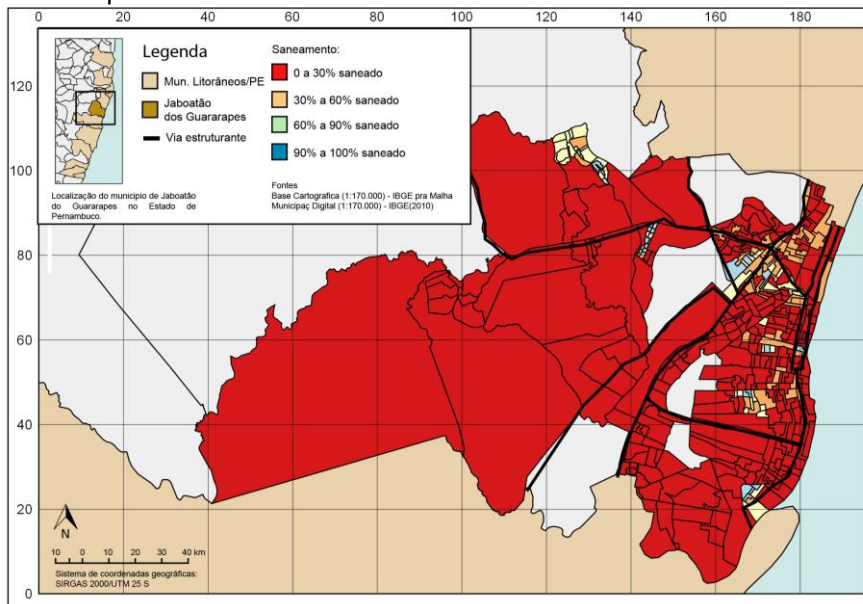 0 20 40 60 80 100 120 140 160 180
120
100
80
60
40
20
0
Legenda
Mun. Litorâneos/PE
Jaboatão
dos Guararapes
Via estruturante
Saneamento:
0 a 30% saneado
30% a 60% saneado
60% a 90% saneado
90% a 100% saneado
Localização do municipio de Jaboatão
do Guararapes no Estado de
Pernambuco.
Fontes
Base Cartografica (1:170.000) - IBGE pra Malha
Municipaç Digital (1:170.000) - IBGE(2010)
N
10 0 10 20 30 40 km
Sistema de coordenadas geográficas:
SIRGAS 2000/UTM 25 S